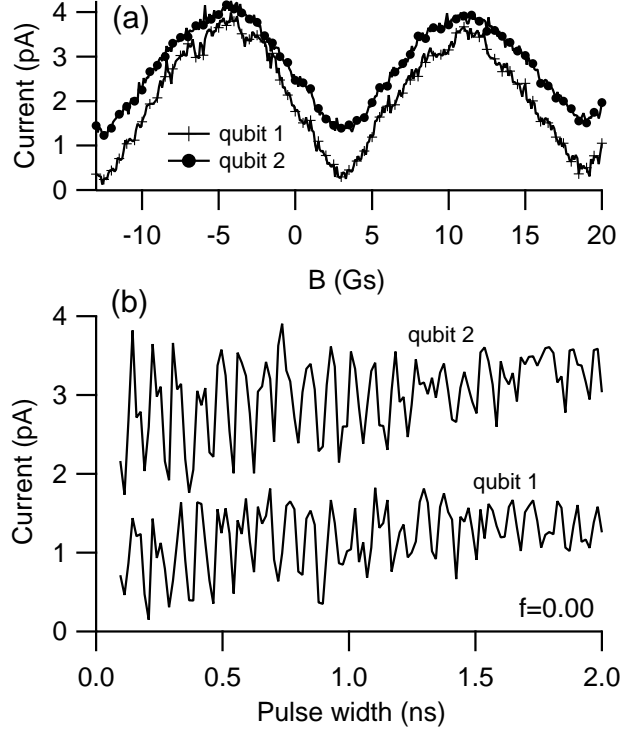 (a)
Current (pA)
4
3
2
1
0
qubit 1
qubit 2
-10 -5 0 5 10 15 20
B (Gs)
(b)
Current (pA)
4
3
2
1
0
qubit 2
qubit 1
f=0.00
0.0 0.5 1.0 1.5 2.0
Pulse width (ns)